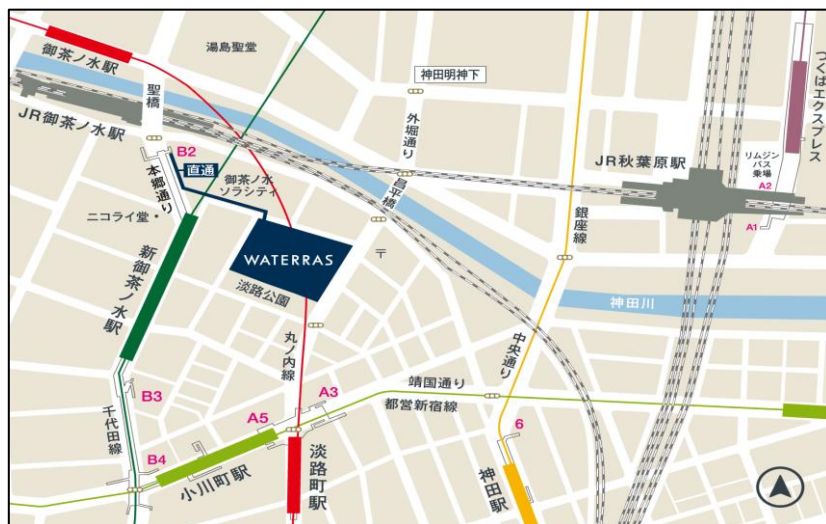 御茶ノ水駅
湯島聖堂
神田明神下
つくばエクスプレス
聖橋
JR御茶ノ水駅
外堀通り
B2
直通
御茶ノ水
ソラシティ
JR秋葉原駅
リムジン
バス
乗場
A2
A1
本郷通り
昌平橋
ニコライ堂
銀座線
WATERRAS
〒
新御茶ノ水駅
淡路公園
神田川
丸ノ内線
中央通り
靖国通り
都営新宿線
B3
A5
A3
千代田線
B4
小川町駅
淡路町駅
6
神田駅